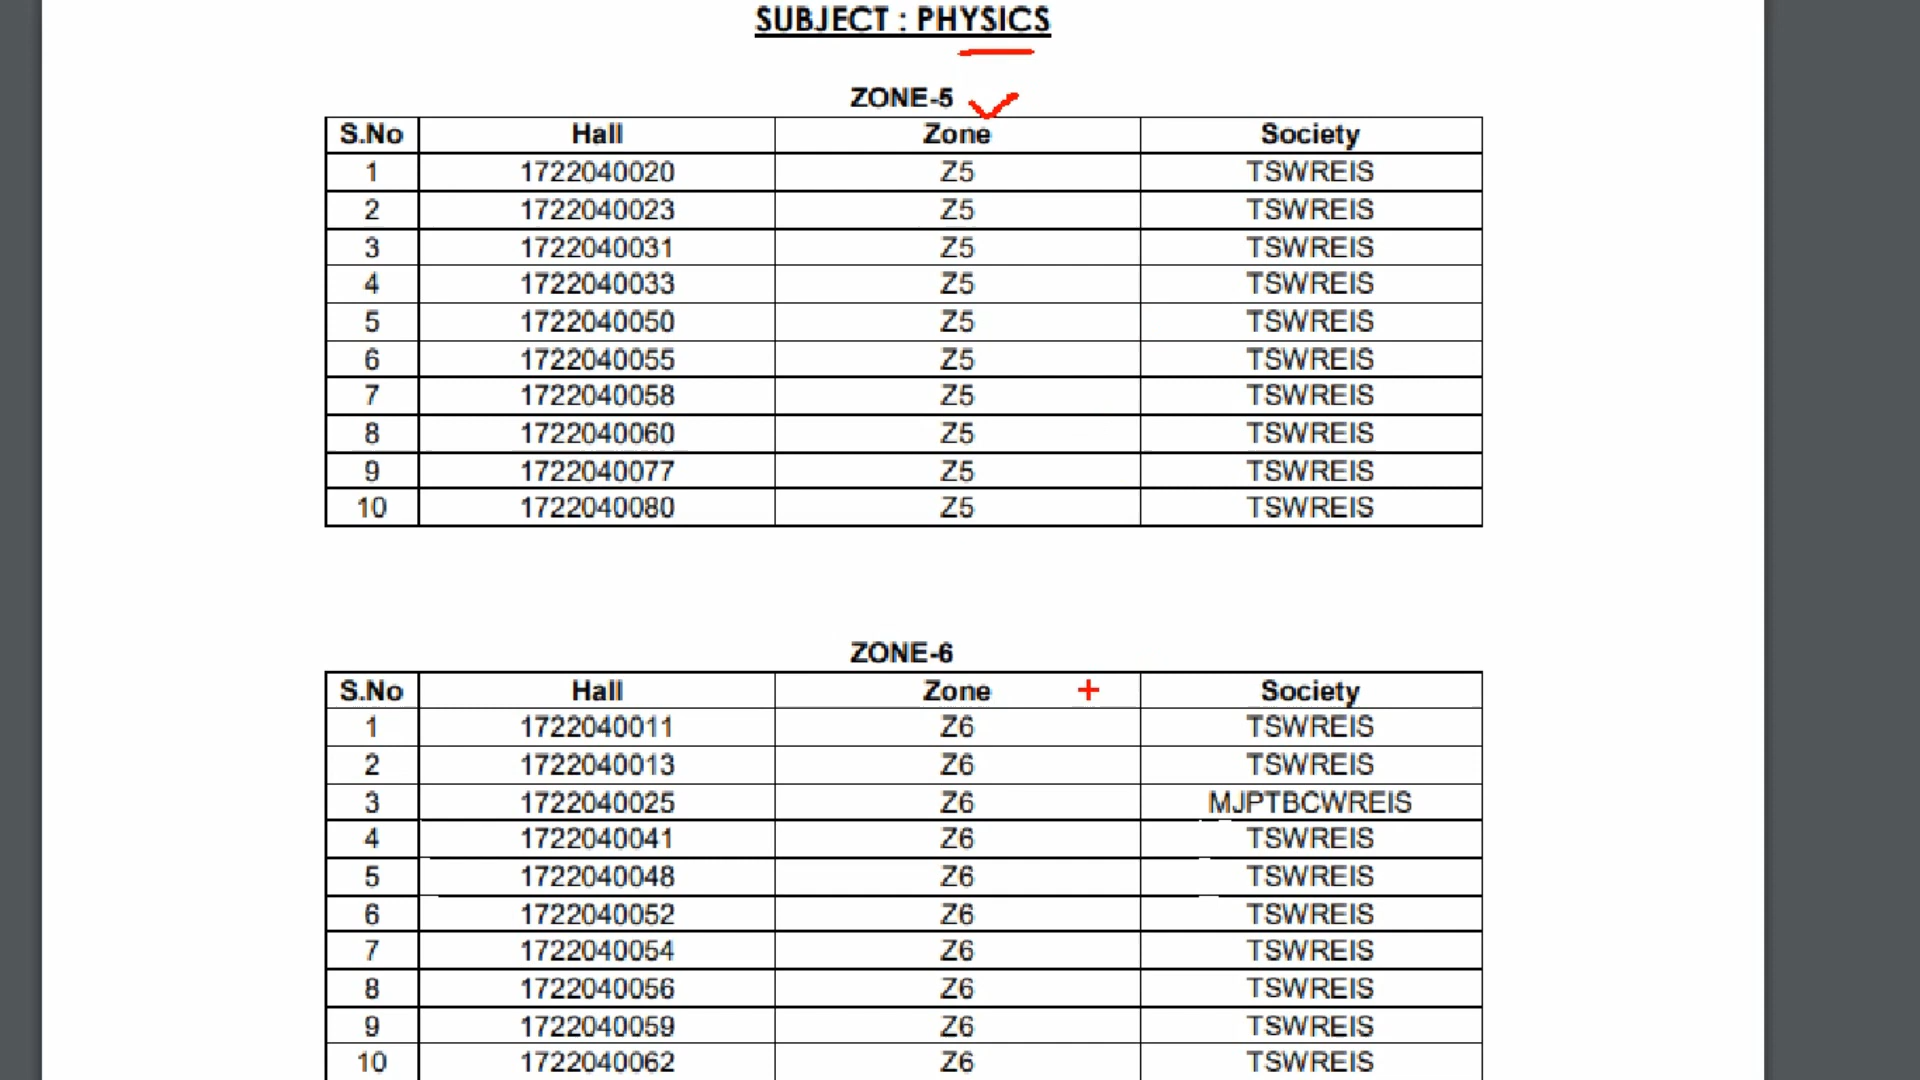 SUBJECT : PHYSICS
ZONE-5
S.No Hall Zone Society
1 1722040020 Z5 TSWREIS
2 1722040023 Z5 TSWREIS
3 1722040031 Z5 TSWREIS
4 1722040033 Z5 TSWREIS
5 1722040050 Z5 TSWREIS
6 1722040055 Z5 TSWREIS
7 1722040058 Z5 TSWREIS
8 1722040060 Z5 TSWREIS
9 1722040077 Z5 TSWREIS
10 1722040080 Z5 TSWREIS
ZONE-6
S.No Hall Zone Society
1 1722040011 Z6 TSWREIS
2 1722040013 Z6 TSWREIS
3 1722040025 Z6 MJPTBCWREIS
4 1722040041 Z6 TSWREIS
5 1722040048 Z6 TSWREIS
6 1722040052 Z6 TSWREIS
7 1722040054 Z6 TSWREIS
8 1722040056 Z6 TSWREIS
9 1722040059 Z6 TSWREIS
10 1722040062 Z6 TSWREIS